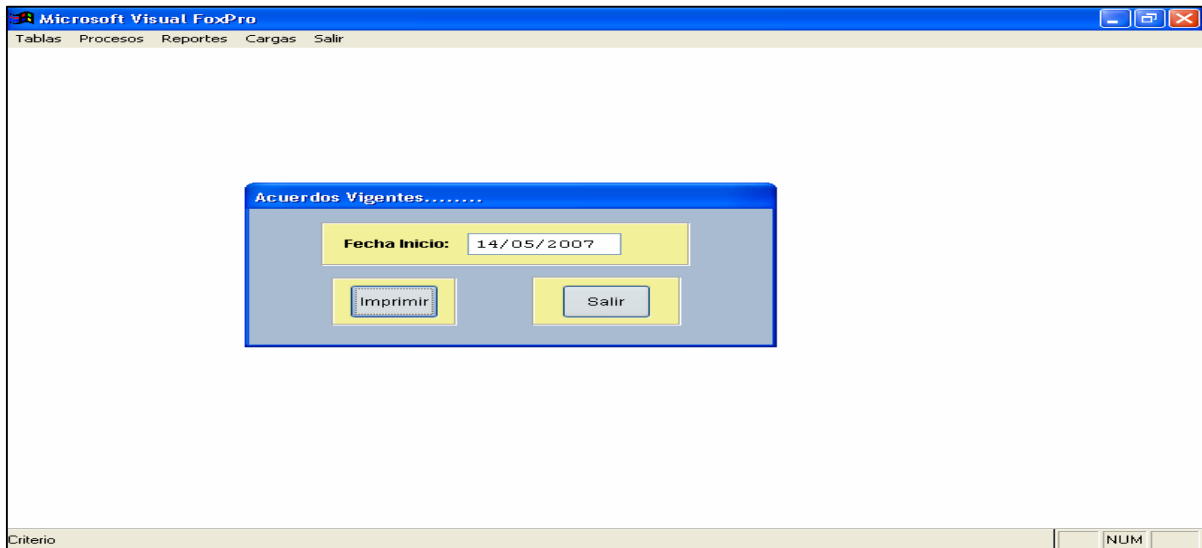 Microsoft Visual FoxPro
Tablas Procesos Reportes Cargas Salir
Acuerdos Vigentes........
Fecha Inicio: 14/05/2007
Imprimir Salir
Criterio NUM